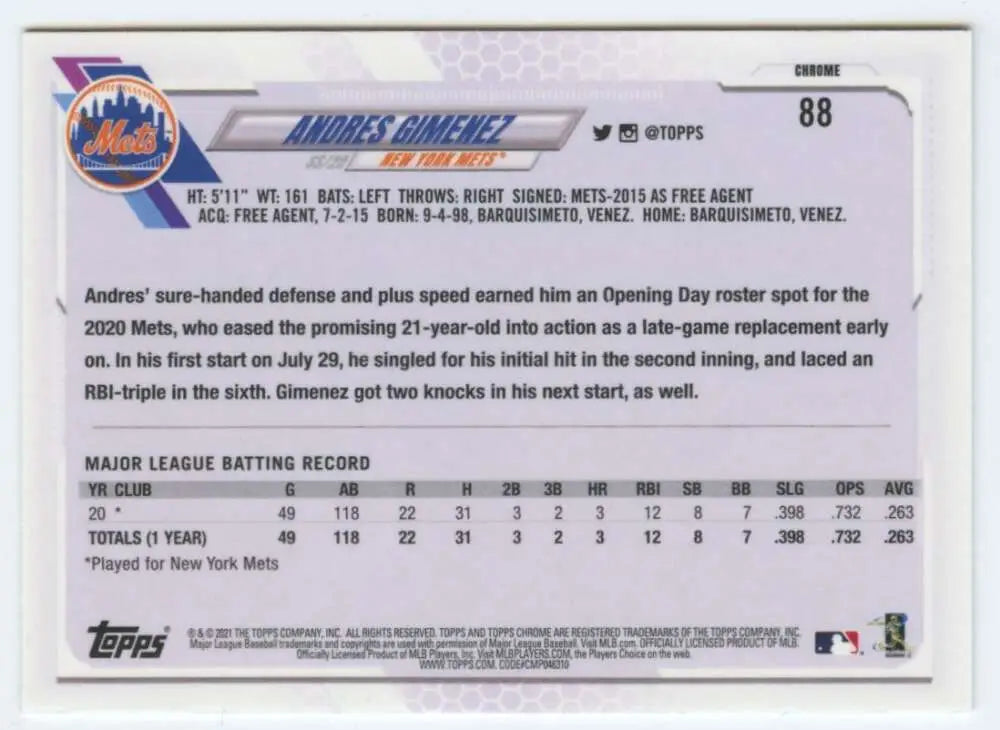 CHROME
88
Mets
ANDRES GIMENEZ
@TOPPS
SS/2B
NEW YORK METS®
HT: 5'11" WT: 161 BATS: LEFT THROWS: RIGHT SIGNED: METS-2015 AS FREE AGENT
ACQ: FREE AGENT, 7-2-15 BORN: 9-4-98, BARQUISIMETO, VENEZ. HOME: BARQUISIMETO, VENEZ.
Andres' sure-handed defense and plus speed earned him an Opening Day roster spot for the
2020 Mets, who eased the promising 21-year-old into action as a late-game replacement early
on. In his first start on July 29, he singled for his initial hit in the second inning, and laced an
RBI-triple in the sixth. Gimenez got two knocks in his next start, as well.
MAJOR LEAGUE BATTING RECORD
YR CLUB G AB R H 2B 3B HR RBI SB BB SLG OPS AVG
20 * 49 118 22 31 3 2 3 12 8 7 .398 .732 .263
TOTALS (1 YEAR) 49 118 22 31 3 2 3 12 8 7 .398 .732 .263
*Played for New York Mets
Topps®
® & © 2021 THE TOPPS COMPANY, INC. ALL RIGHTS RESERVED. TOPPS AND TOPPS CHROME ARE REGISTERED TRADEMARKS OF THE TOPPS COMPANY, INC.
Major League Baseball trademarks and copyrights are used with permission of Major League Baseball. Visit MLB.com. OFFICIALLY LICENSED PRODUCT OF MLB.
Officially Licensed Product of MLB Players, Inc. Visit MLBPLAYERS.COM, the Players Choice on the web.
WWW.TOPPS.COM. CODE#CMP046310